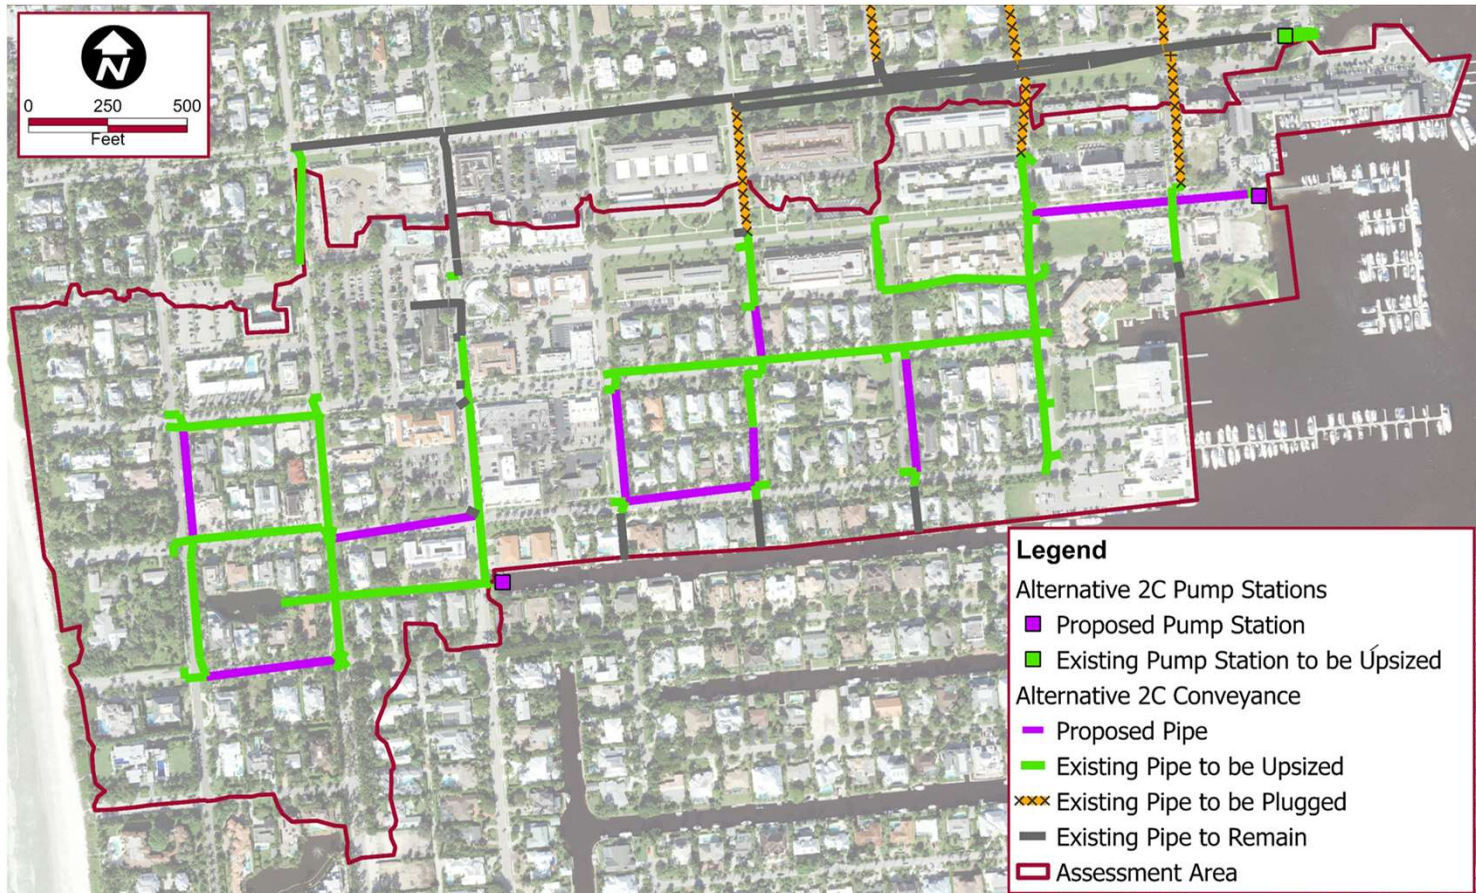 N
0 250 500
Feet
Legend
Alternative 2C Pump Stations
Proposed Pump Station
Existing Pump Station to be Upsized
Alternative 2C Conveyance
Proposed Pipe
Existing Pipe to be Upsized
Existing Pipe to be Plugged
Existing Pipe to Remain
Assessment Area